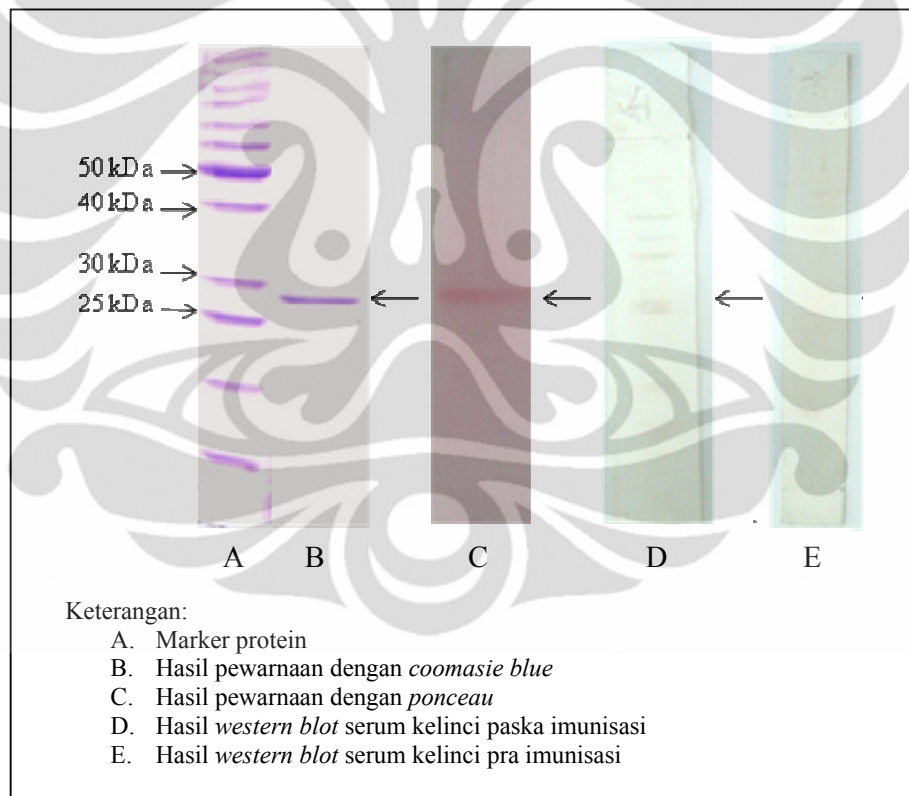 50kDa
40kDa
30kDa
25kDa
A B C D E
Keterangan:
A. Marker protein
B. Hasil pewarnaan dengan coomasie blue
C. Hasil pewarnaan dengan ponceau
D. Hasil western blot serum kelinci paska imunisasi
E. Hasil western blot serum kelinci pra imunisasi